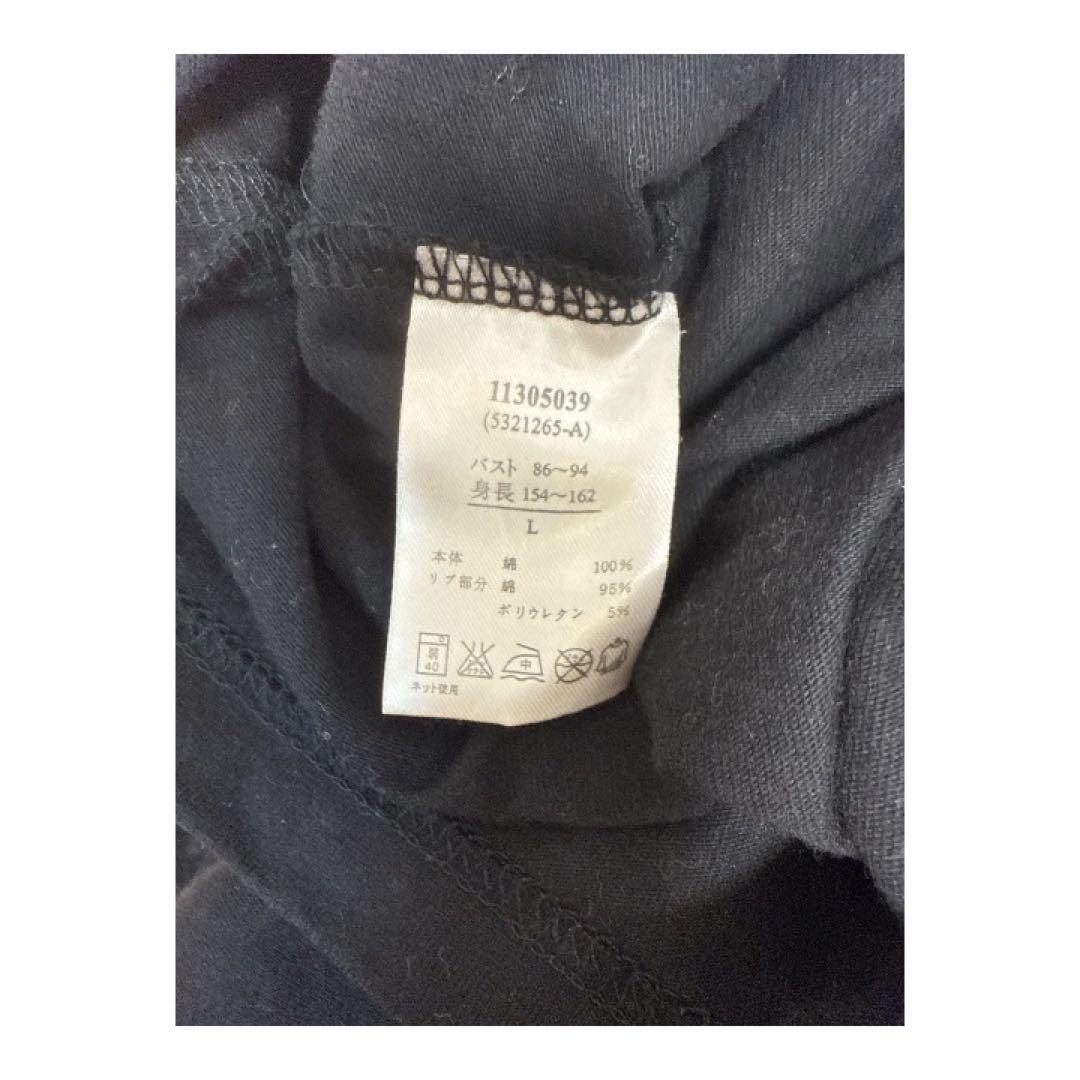 11305039
(5321265-A)
バスト 86〜94
身長 154〜162
L
本体 綿 100%
リブ部分 綿 95%
ポリウレタン 5%
弱
40
中
ネット使用